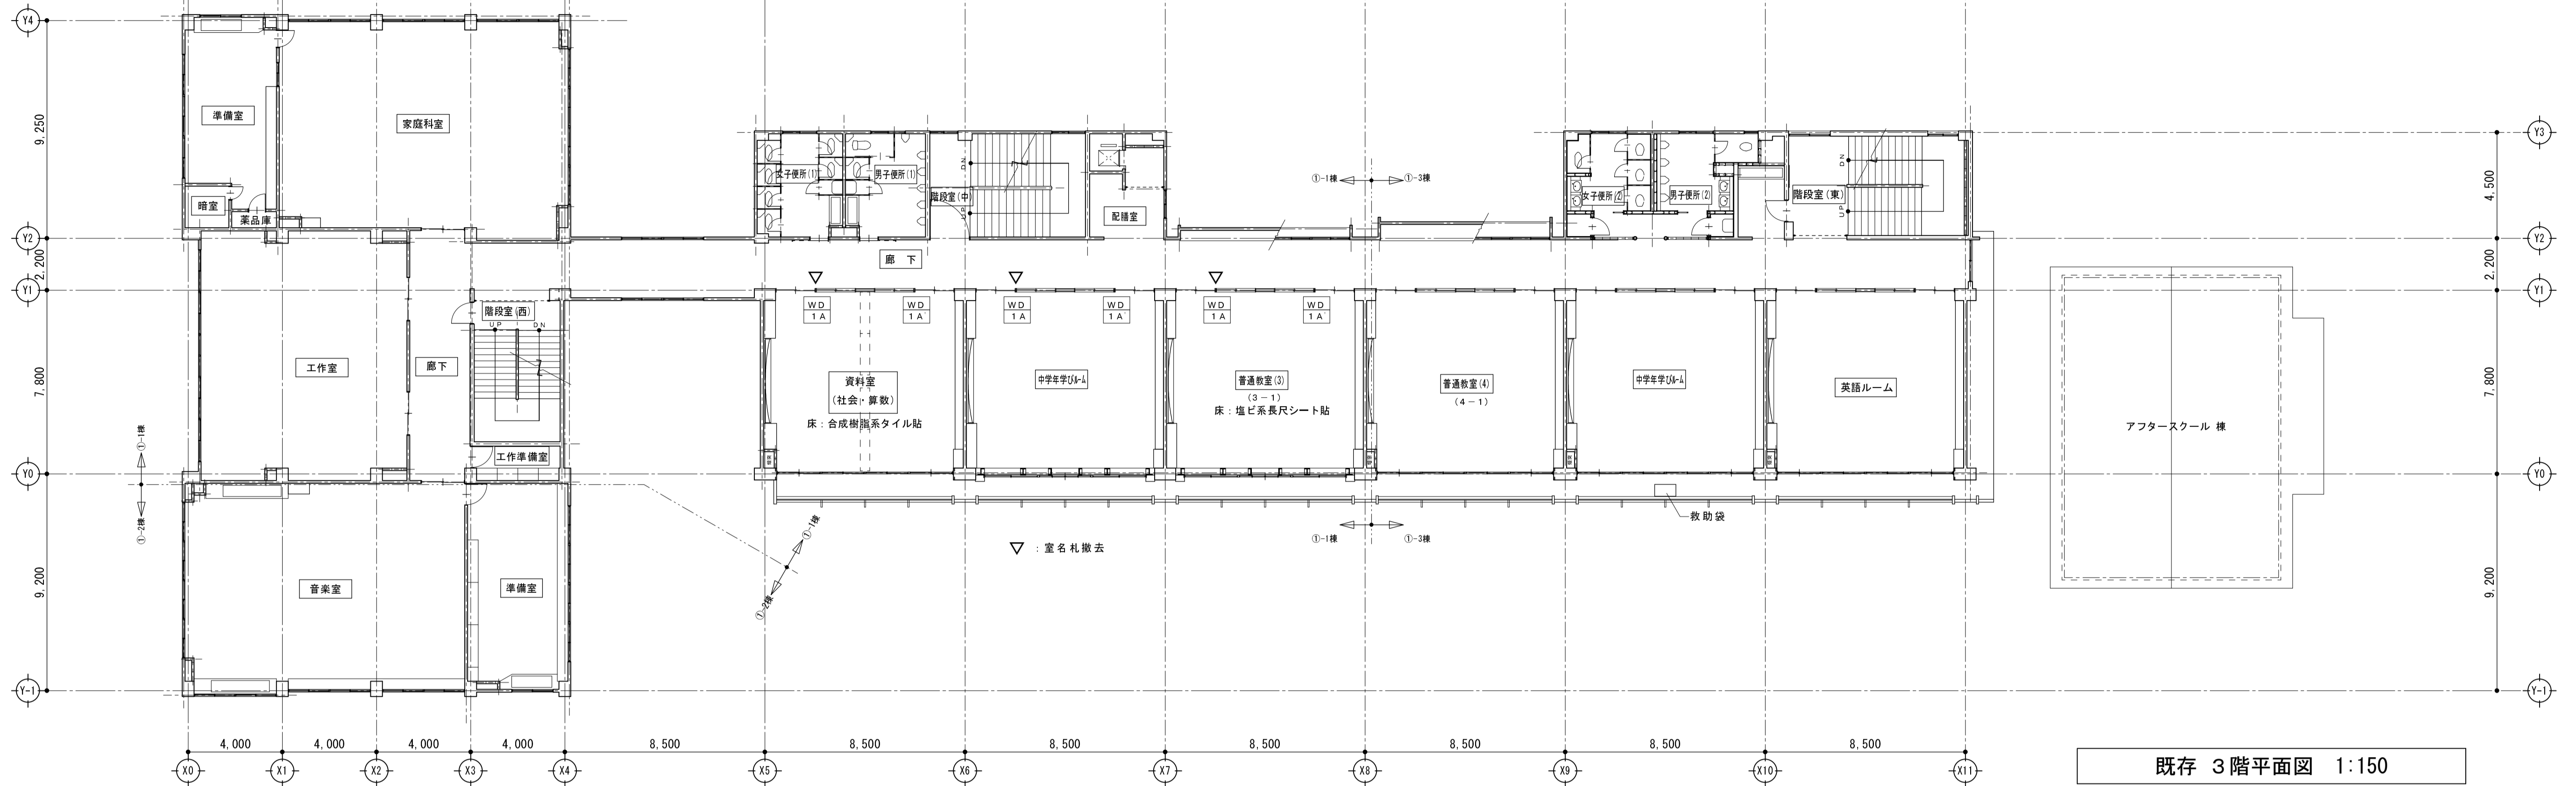 Y4
9,250
Y2
2,200
Y1
7,800
Y0
9,200
Y-1
Y3
4,500
Y2
2,200
Y1
7,800
Y0
9,200
Y-1
準備室
家庭科室
暗室
薬品庫
女子便所(1)
男子便所(1)
階段室(中)
DN
UP
配膳室
①-1棟
①-3棟
女子便所(2)
男子便所(2)
階段室(東)
DN
UP
廊 下
階段室(西)
UP
DN
工作室
廊下
工作準備室
WD
1A
WD
1A'
WD
1A
WD
1A'
WD
1A
WD
1A'
資料室
(社会・算数)
床：合成樹脂系タイル貼
中学年学びルーム
普通教室(3)
(3－1)
床：塩ビ系長尺シート貼
普通教室(4)
(4－1)
中学年学びルーム
英語ルーム
アフタースクール 棟
①-1棟
①-2棟
救助袋
①-1棟
①-2棟
①-1棟
①-3棟
▽ ：室名札撤去
音楽室
準備室
4,000
4,000
4,000
4,000
8,500
8,500
8,500
8,500
8,500
8,500
8,500
X0
X1
X2
X3
X4
X5
X6
X7
X8
X9
X10
X11
既存 3階平面図 1:150